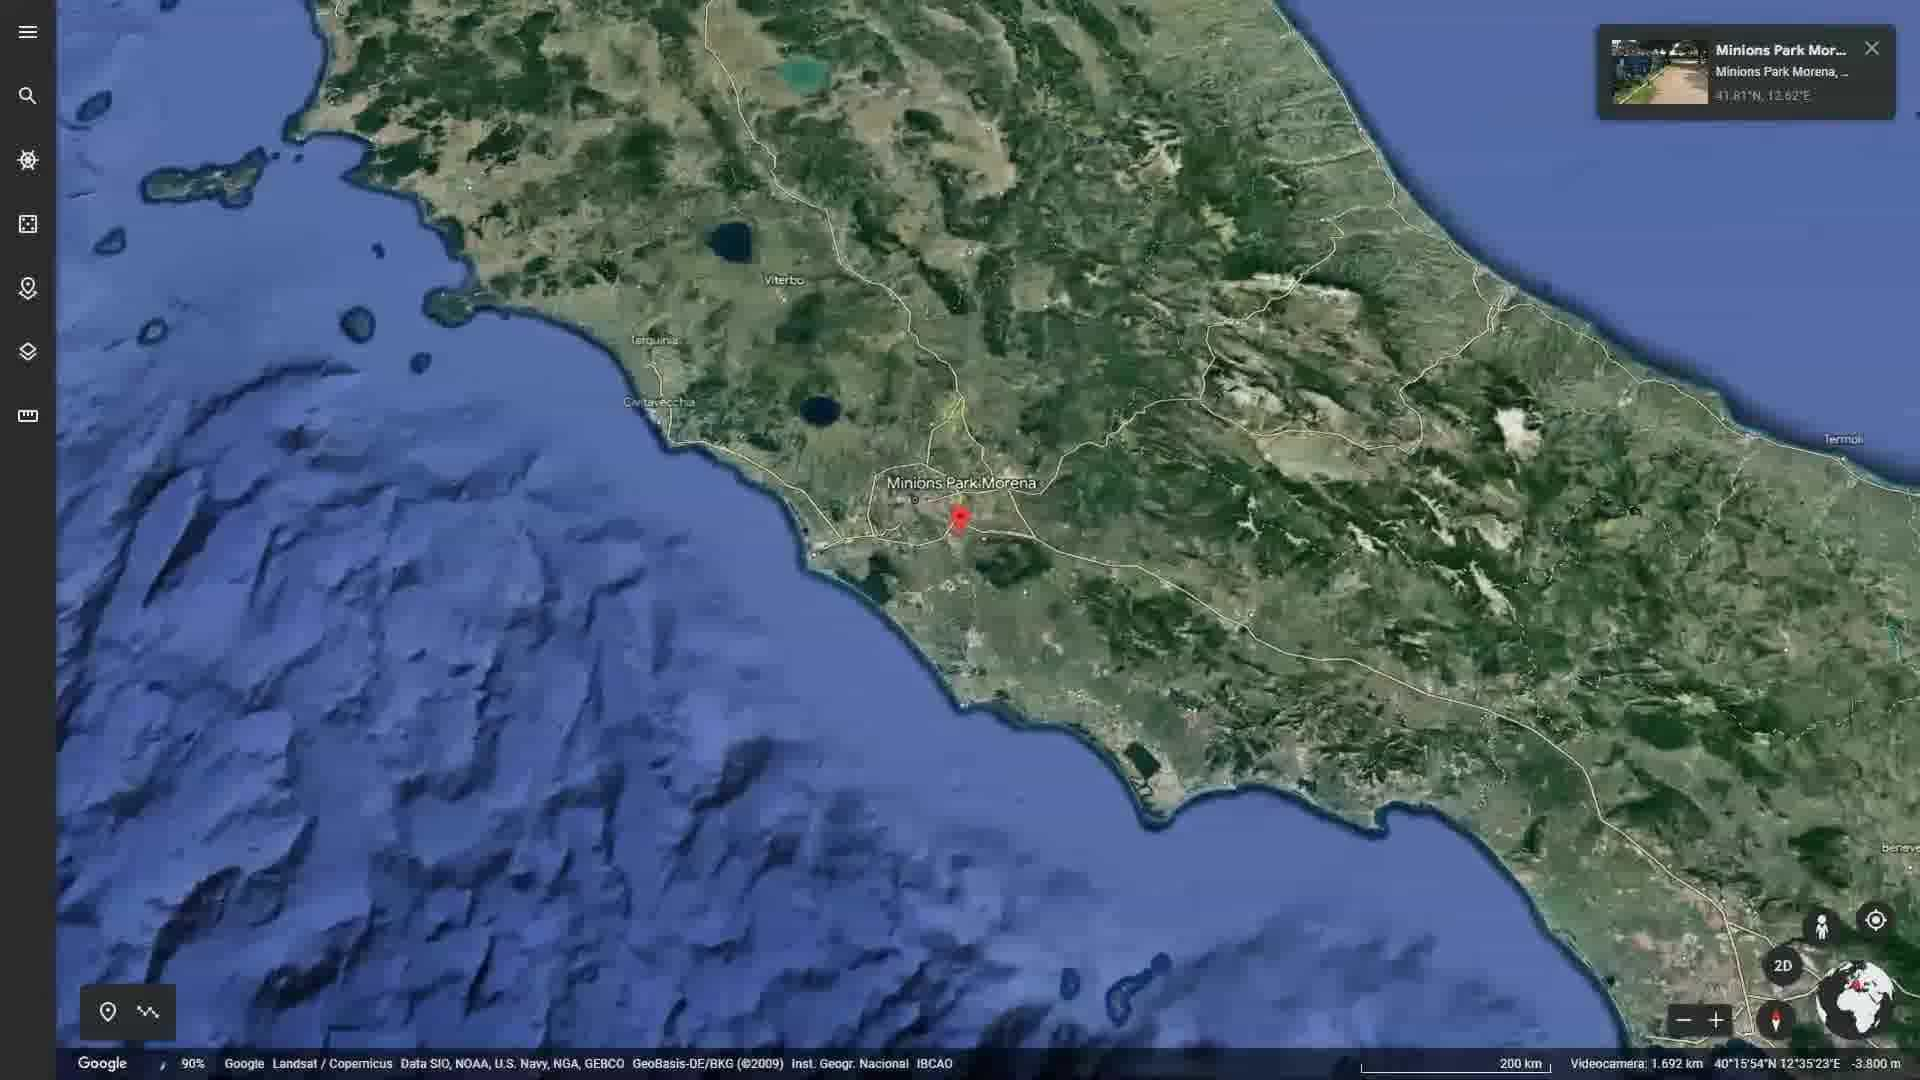 Minions Park Mor...
Minions Park Morena, ...
41.81°N, 12.62°E
Viterbo
Tarquinia
Civitavecchia
Termoli
Minions Park Morena
Beneve
2D
Google 90% Google Landsat / Copernicus Data SIO, NOAA, U.S. Navy, NGA, GEBCO GeoBasis-DE/BKG (©2009) Inst. Geogr. Nacional IBCAO 200 km Videocamera: 1.692 km 40°15'54"N 12°35'23"E -3.800 m